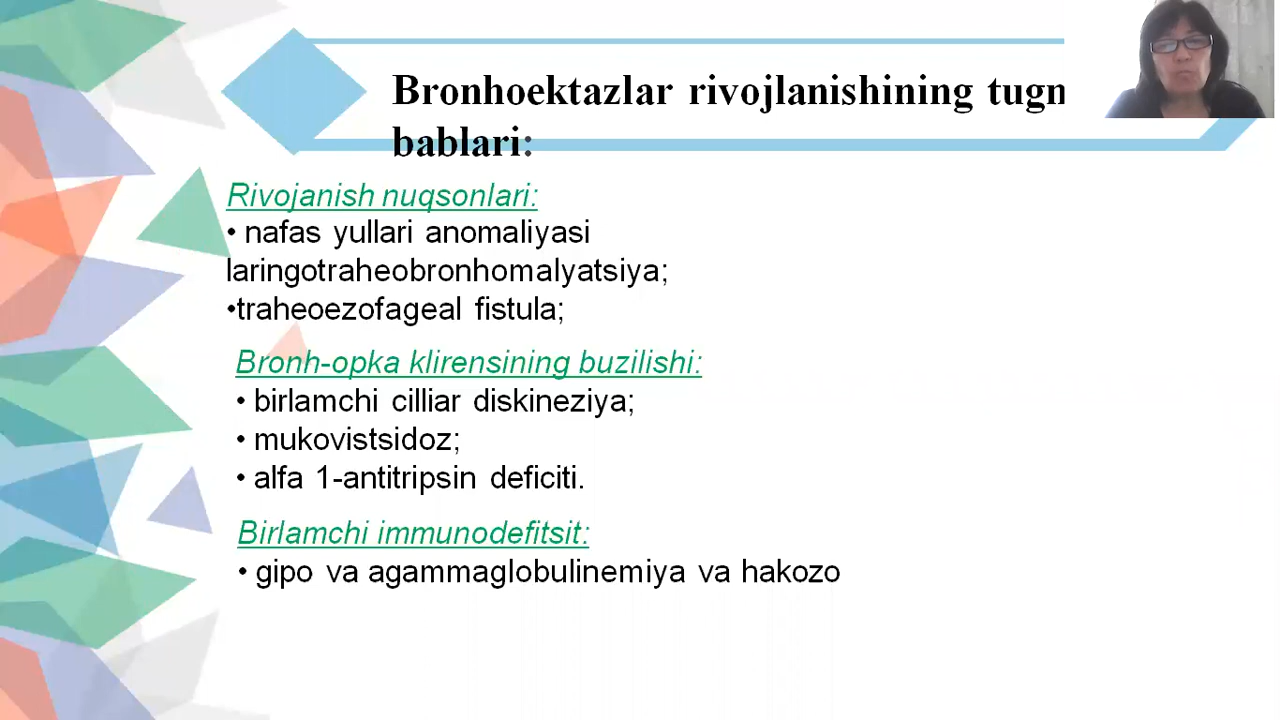 Bronhoektazlar rivojlanishining
bablari:
Rivojanish nuqsonlari:
• nafas yullari anomaliyasi
laringotraheobronhomalyatsiya;
•traheoezofageal fistula;
Bronh-opka klirensining buzilishi:
• birlamchi cilliar diskineziya;
• mukovistsidoz;
• alfa 1-antitripsin deficiti.
Birlamchi immunodefitsit:
• gipo va agammaglobulinemiya va hakozo